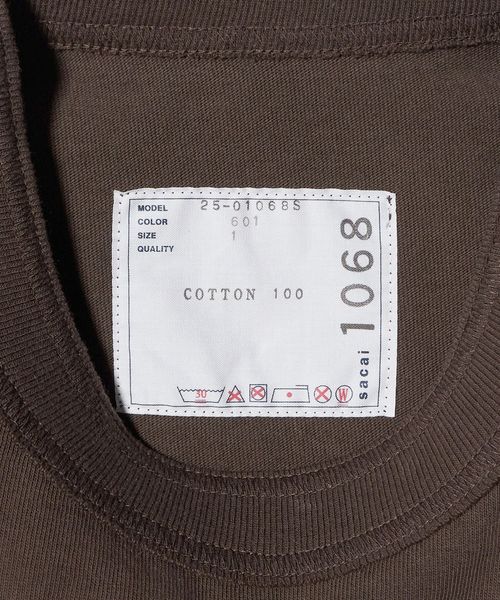 MODEL 25-01068S
COLOR 601
SIZE 1
QUALITY
COTTON 100
30
W
sacai 1068